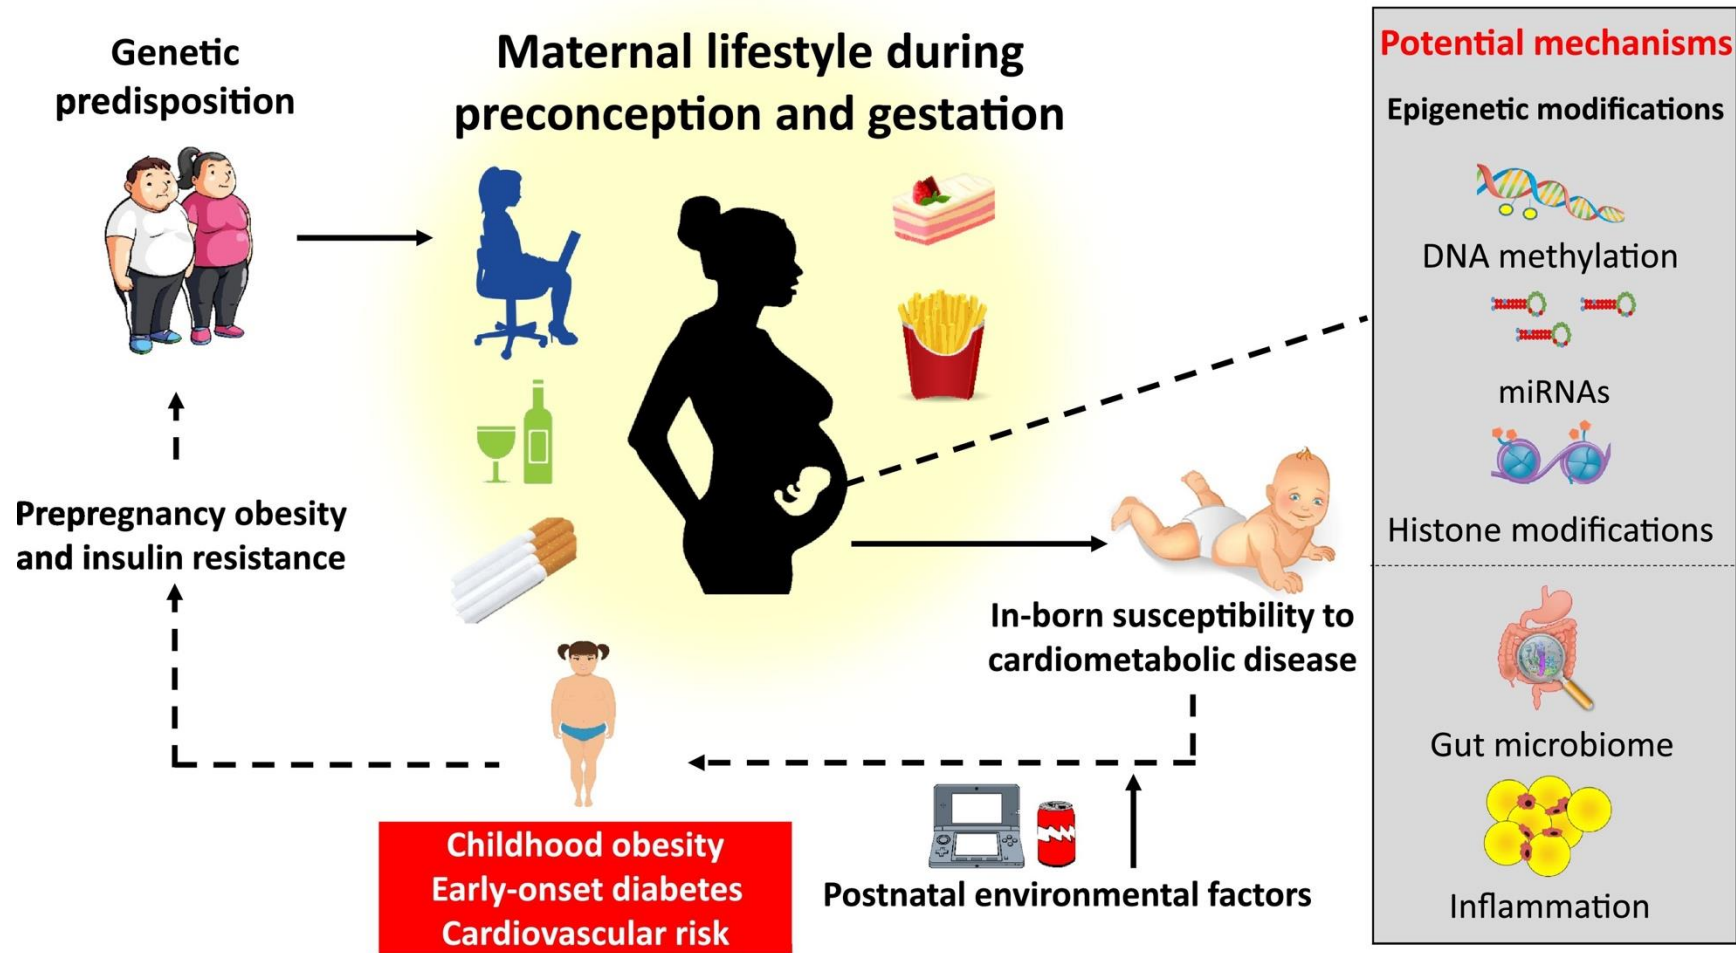 Genetic
predisposition
Maternal lifestyle during
preconception and gestation
Prepregnancy obesity
and insulin resistance
In-born susceptibility to
cardiometabolic disease
Childhood obesity
Early-onset diabetes
Cardiovascular risk
Postnatal environmental factors
Potential mechanisms
Epigenetic modifications
DNA methylation
miRNAs
Histone modifications
Gut microbiome
Inflammation